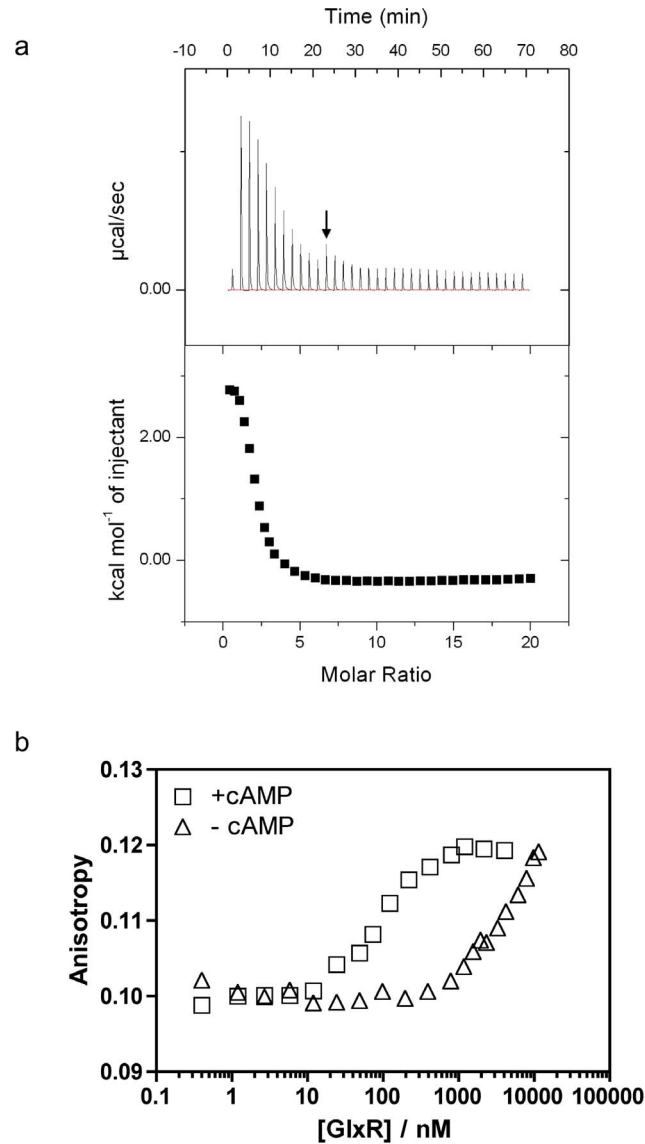 a
Time (min)
-10 0 10 20 30 40 50 60 70 80
µcal/sec
0.00
kcal mol⁻¹ of injectant
2.00
0.00
0 5 10 15 20
Molar Ratio
b
Anisotropy
0.13
0.12
0.11
0.10
0.09
+cAMP
- cAMP
0.1 1 10 100 1000 10000 100000
[GlxR] / nM